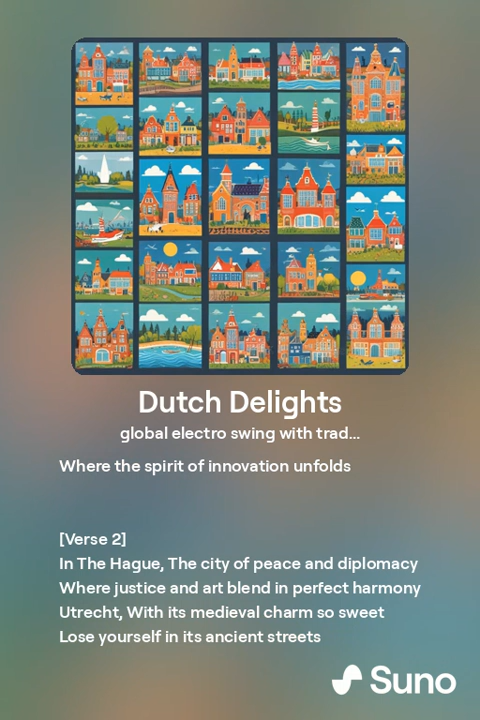 Dutch Delights
global electro swing with trad...
Where the spirit of innovation unfolds
[Verse 2]
In The Hague, The city of peace and diplomacy
Where justice and art blend in perfect harmony
Utrecht, With its medieval charm so sweet
Lose yourself in its ancient streets
Suno